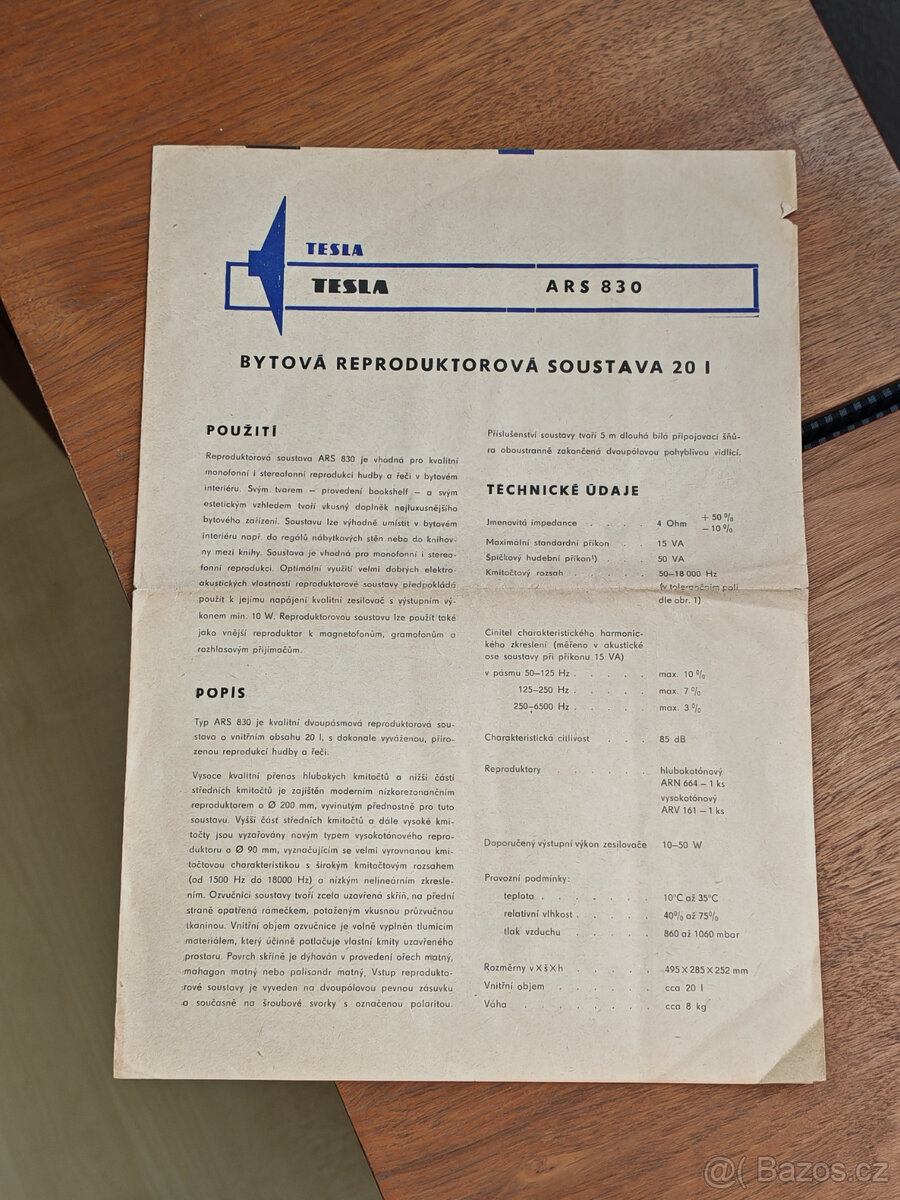 TESLA
TESLA ARS 830
BYTOVÁ REPRODUKTOROVÁ SOUSTAVA 20 l
POUŽITÍ
Reproduktorová soustava ARS 830 je vhodná pro kvalitní
monofonní i stereofonní reprodukci hudby a řeči v bytovém
interiéru. Svým tvarem – provedení bookshelf – a svým
estetickým vzhledem tvoří vkusný doplněk nejluxusnějšího
bytového zařízení. Soustavu lze výhodně umístit v bytovém
interiéru např. do regálů nábytkových stěn nebo do knihov-
ny mezi knihy. Soustava je vhodná pro monofonní i stereo-
fonní reprodukci. Optimální využití velmi dobrých elektro-
akustických vlastností reproduktorové soustavy předpokládá
použít k jejímu napájení kvalitní zesilovač s výstupním vý-
konem min. 10 W. Reproduktorovou soustavu lze použít také
jako vnější reproduktor k magnetofonům, gramofonům a
rozhlasovým přijímačům.
POPIS
Typ ARS 830 je kvalitní dvoupásmová reproduktorová sou-
stava o vnitřním obsahu 20 l, s dokonale vyváženou, přiro-
zenou reprodukcí hudby a řeči.
Vysoce kvalitní přenos hlubokých kmitočtů a nižší části
středních kmitočtů je zajištěn moderním nízkorezonančním
reproduktorem o Ø 200 mm, vyvinutým přednostně pro tuto
soustavu. Vyšší část středních kmitočtů a dále vysoké kmi-
točty jsou vyzařovány novým typem vysokotónového repro-
duktoru o Ø 90 mm, vyznačujícím se velmi vyrovnanou kmi-
točtovou charakteristikou s širokým kmitočtovým rozsahem
(od 1500 Hz do 18000 Hz) a nízkým nelineárním zkresle-
ním. Ozvučnici soustavy tvoří zcela uzavřená skříň, na přední
straně opatřená rámečkem, potaženým vkusnou průzvučnou
tkaninou. Vnitřní objem ozvučnice je volně vyplněn tlumicím
materiálem, který účinně potlačuje vlastní kmity uzavřeného
prostoru. Povrch skříně je dýhován v provedení ořech matný,
mahagon matný nebo palisandr matný. Vstup reprodukto-
rové soustavy je vyveden na dvoupólovou pevnou zásuvku
a současně na šroubové svorky s označenou polaritou.
Příslušenství soustavy tvoří 5 m dlouhá bílá připojovací šňů-
ra oboustranně zakončená dvoupólovou pohyblivou vidlicí.
TECHNICKÉ ÚDAJE
Jmenovitá impedance . . . . 4 Ohm + 50 % – 10 %
Maximální standardní příkon . . 15 VA
Špičkový hudební příkon¹) . . . 50 VA
Kmitočtový rozsah . . . . . 50–18 000 Hz
(v tolerančním poli
dle obr. 1)
Činitel charakteristického harmonic-
kého zkreslení (měřeno v akustické
ose soustavy při příkonu 15 VA)
v pásmu 50–125 Hz . . . . . max. 10 %
125–250 Hz . . . . . max. 7 %
250–6500 Hz . . . . . max. 3 %
Charakteristická citlivost . . . 85 dB
Reproduktory . . . . . . hlubokotónový
ARN 664 – 1 ks
vysokotónový
ARV 161 – 1 ks
Doporučený výstupní výkon zesilovače 10–50 W
Provozní podmínky:
teplota . . . . . . . 10°C až 35°C
relativní vlhkost . . . . . 40% až 75%
tlak vzduchu . . . . . 860 až 1060 mbar
Rozměry v X š X h . . . . . 495 X 285 X 252 mm
Vnitřní objem . . . . . . cca 20 l
Váha . . . . . . . . cca 8 kg
@( Bazos.cz